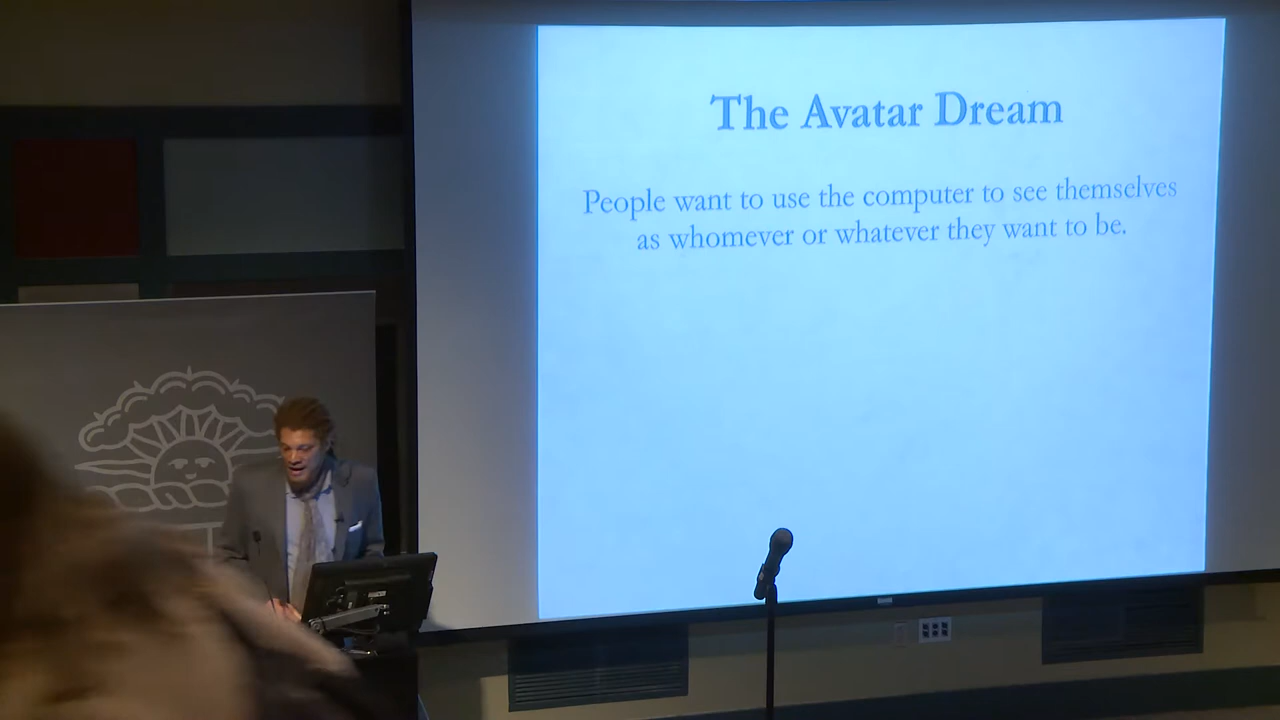 The Avatar Dream
People want to use the computer to see themselves
as whomever or whatever they want to be.